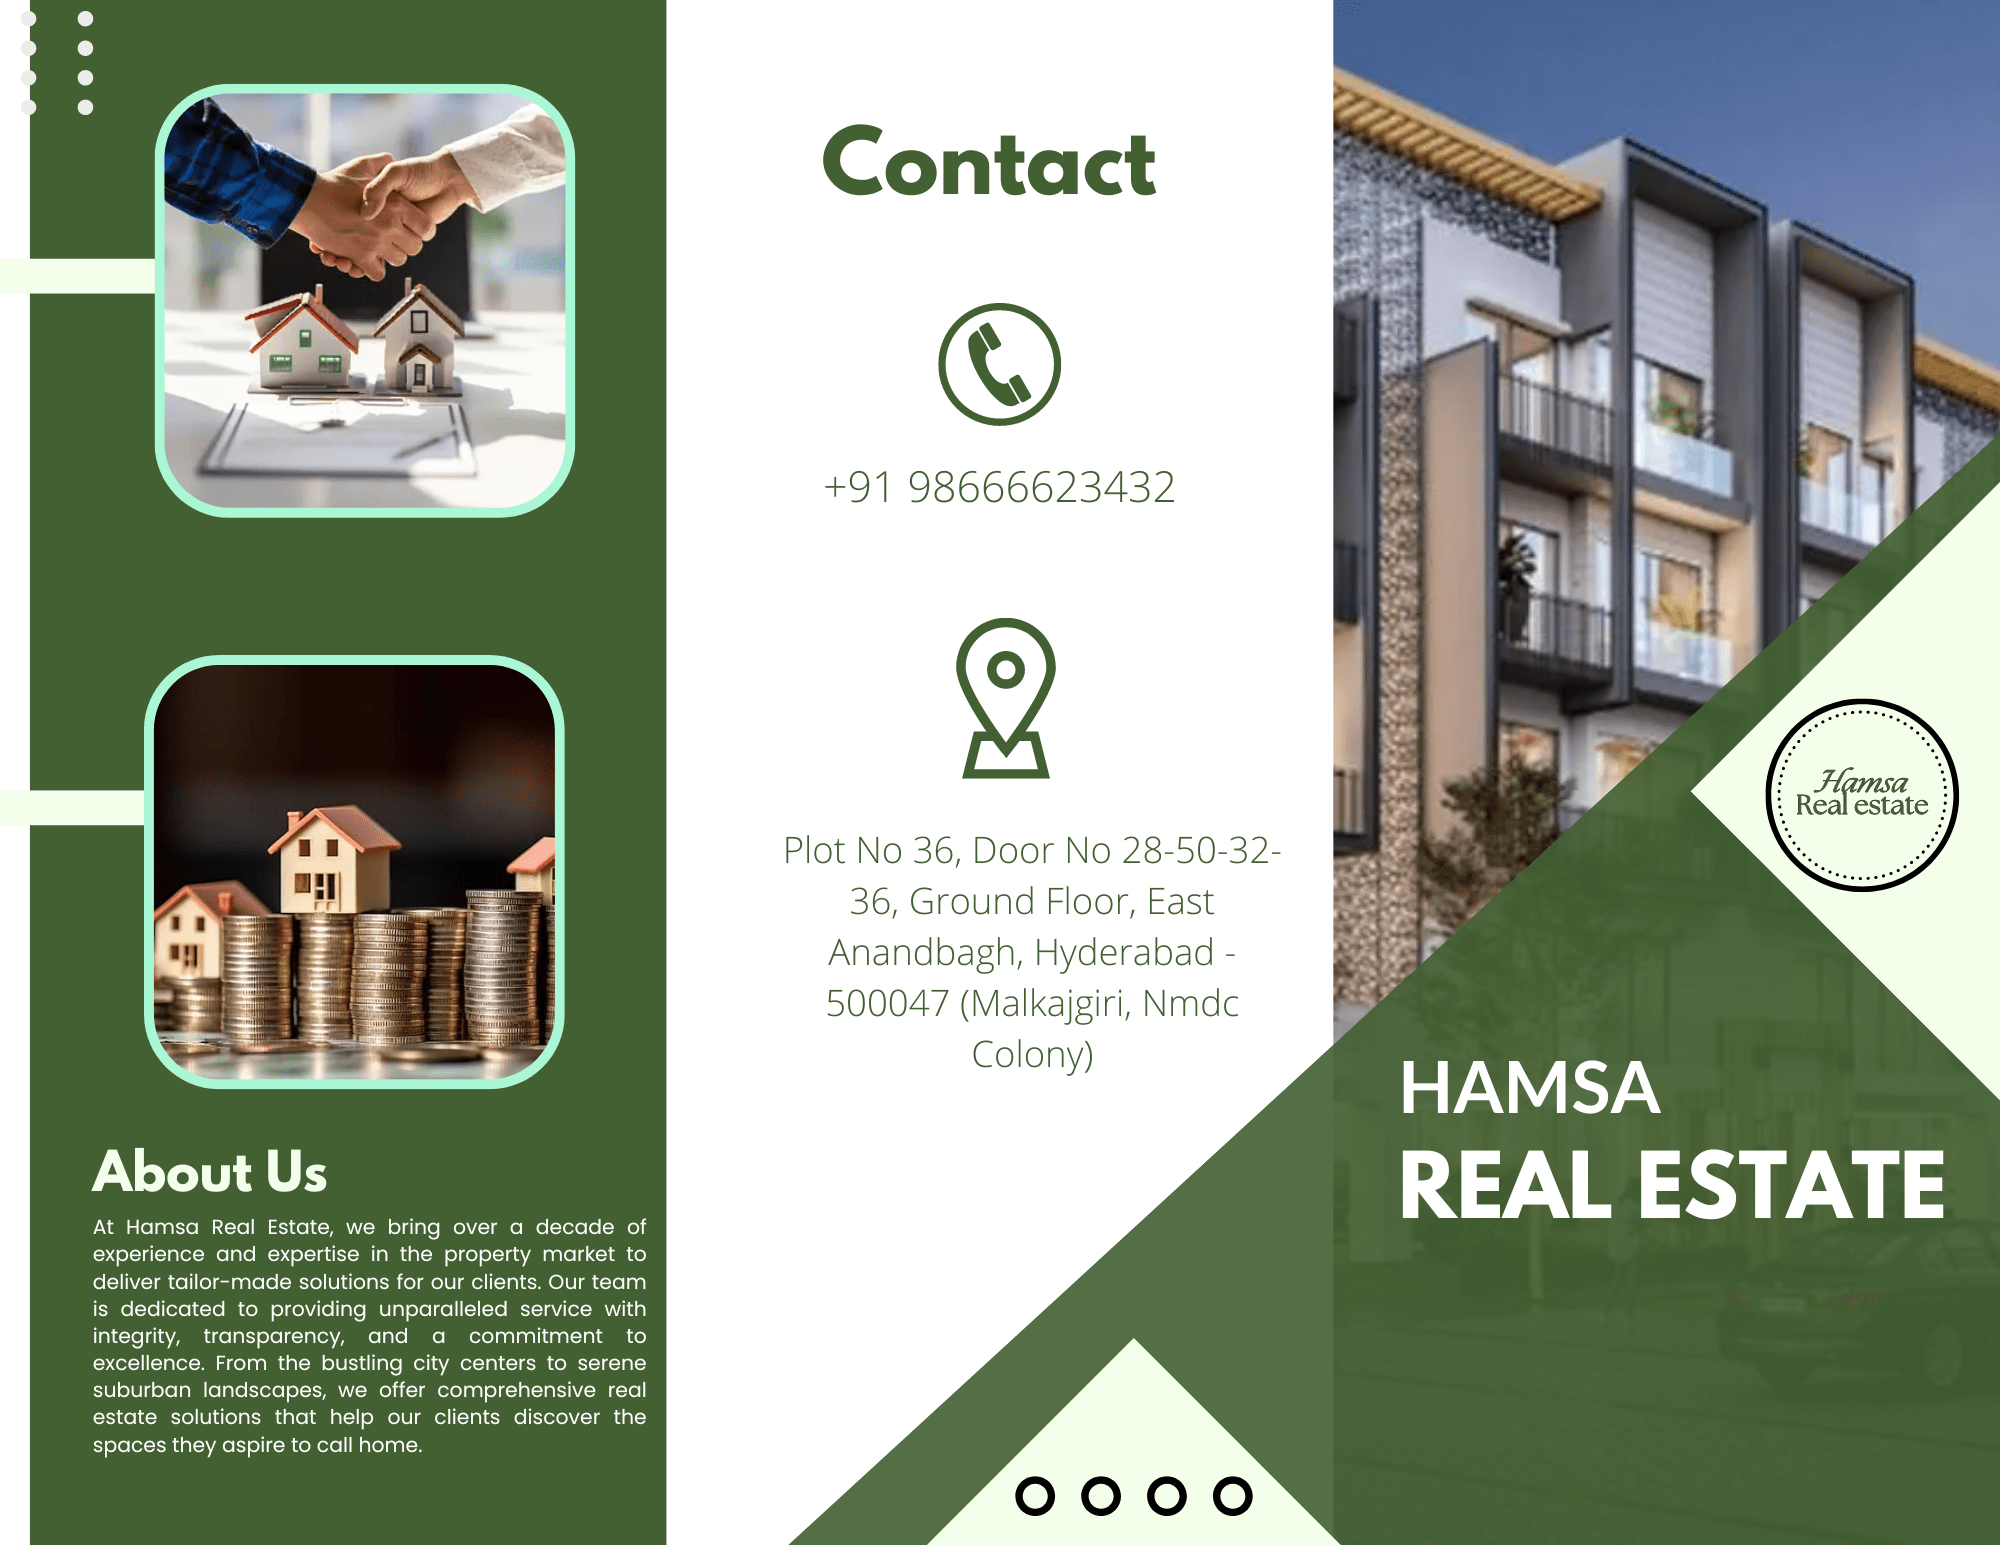 About Us
At Hamsa Real Estate, we bring over a decade of
experience and expertise in the property market to
deliver tailor-made solutions for our clients. Our team
is dedicated to providing unparalleled service with
integrity, transparency, and a commitment to
excellence. From the bustling city centers to serene
suburban landscapes, we offer comprehensive real
estate solutions that help our clients discover the
spaces they aspire to call home.
Contact
+91 98666623432
Plot No 36, Door No 28-50-32-
36, Ground Floor, East
Anandbagh, Hyderabad -
500047 (Malkajgiri, Nmdc
Colony)
Hamsa
Real estate
HAMSA
REAL ESTATE